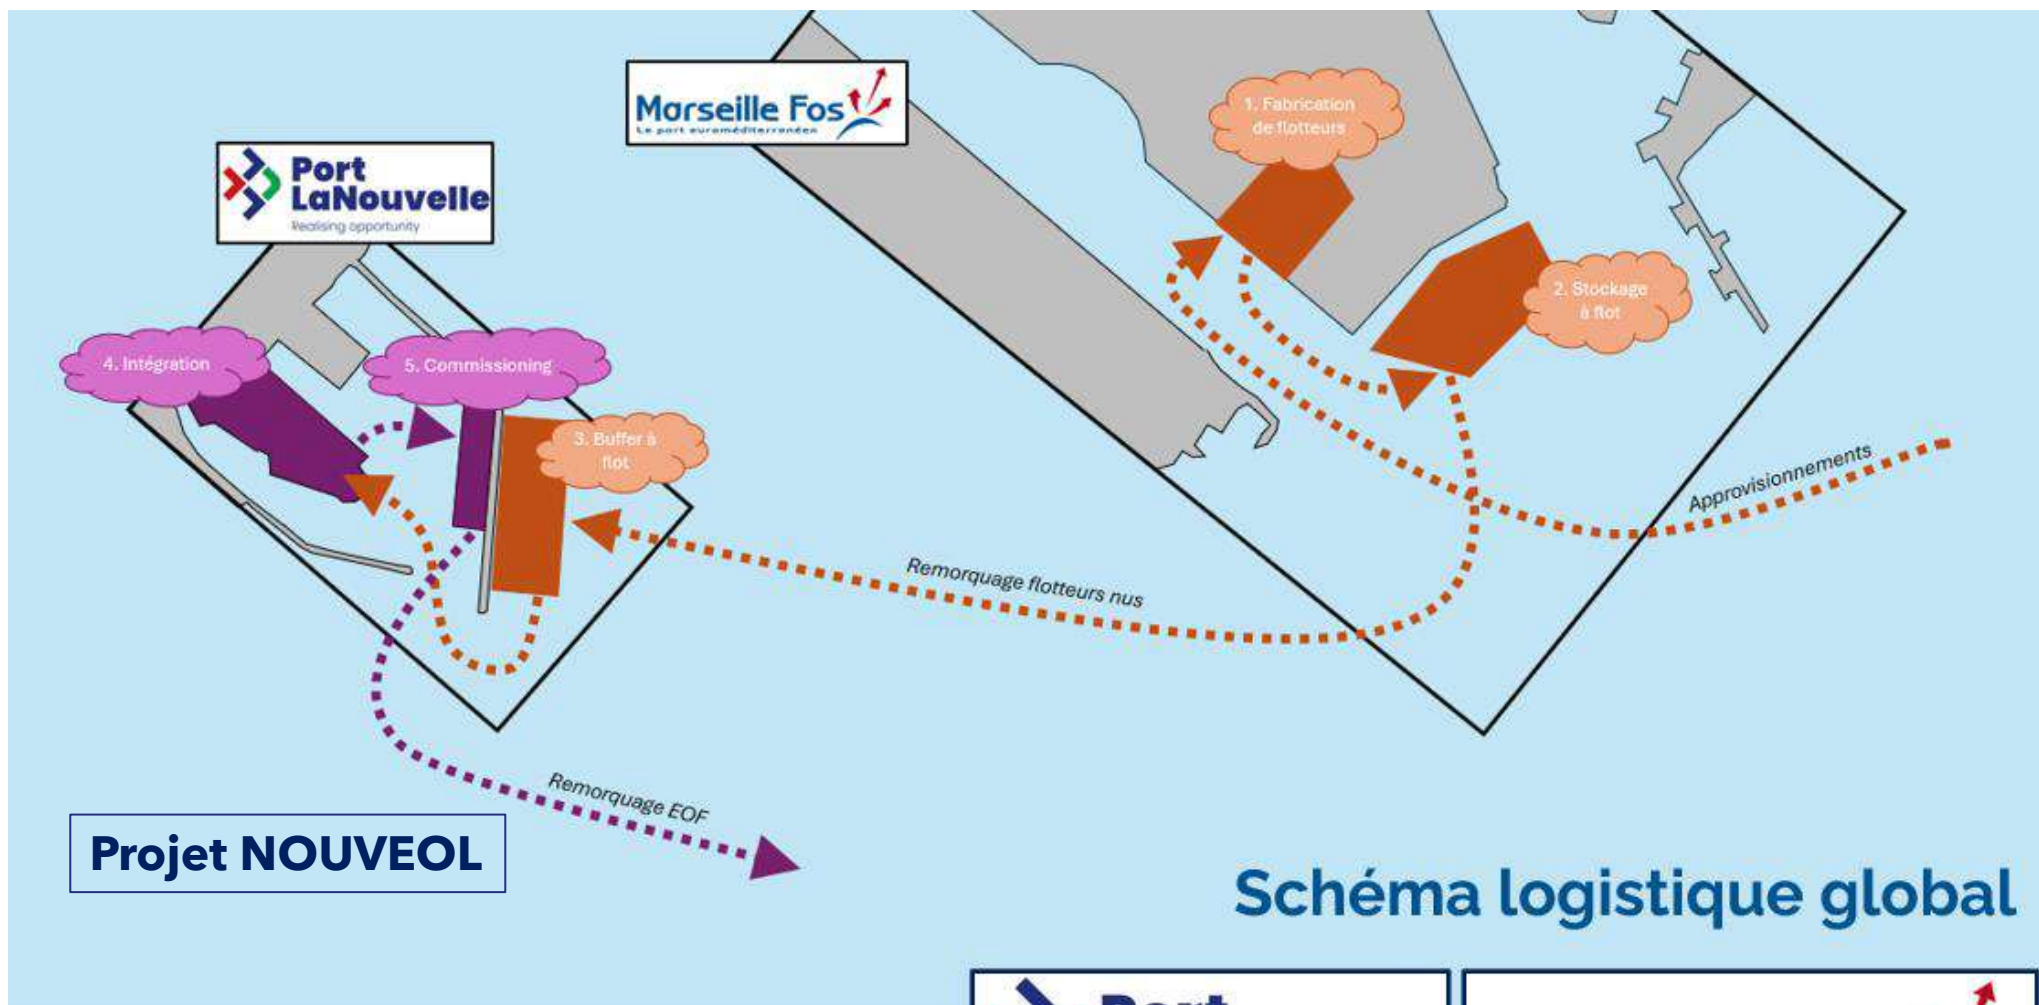 Marseille Fos
Le port euroméditerranéen
Port
LaNouvelle
Realising opportunity
1. Fabrication
de flotteurs
2. Stockage
à flot
4. Intégration
5. Commissioning
3. Buffer à
flot
Approvisionnements
Remorquage flotteurs nus
Remorquage EOF
Projet NOUVEOL
Schéma logistique global
Port